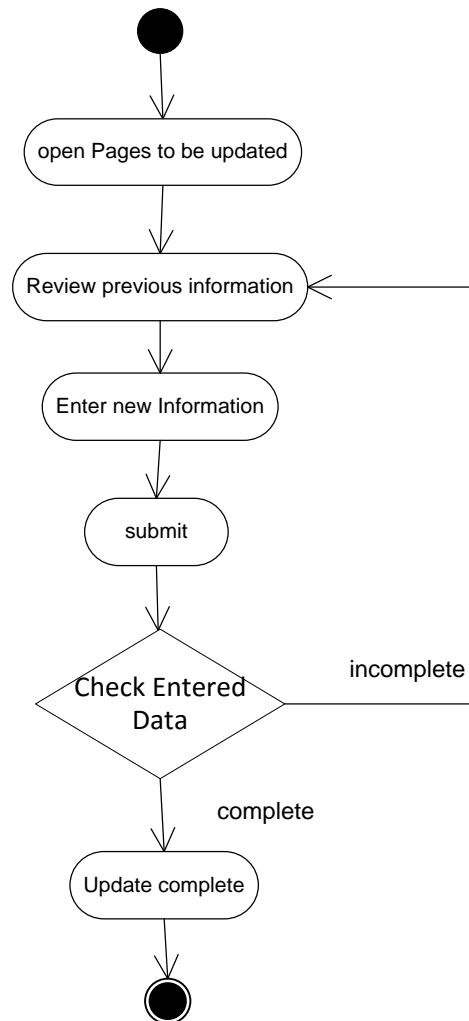 open Pages to be updated
Review previous information
Enter new Information
submit
Check Entered
Data
incomplete
complete
Update complete